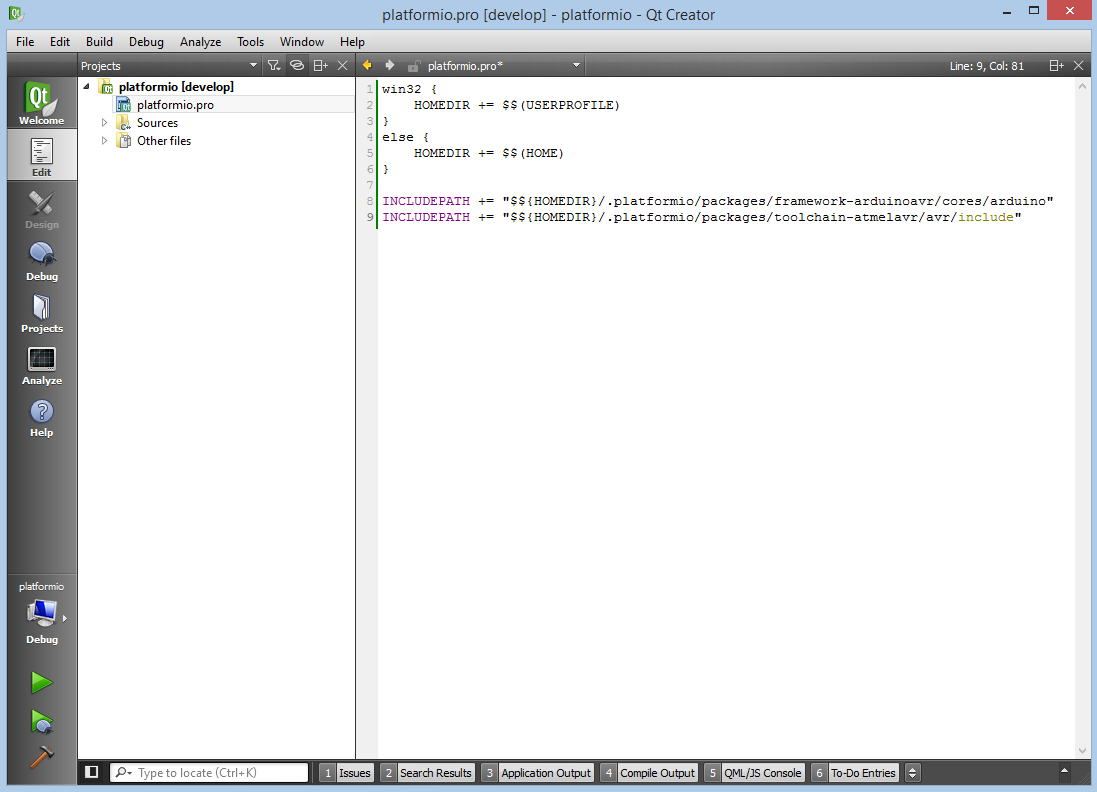 platformio.pro [develop] - platformio - Qt Creator
File Edit Build Debug Analyze Tools Window Help
Projects
platformio.pro*
Line: 9, Col: 81
Qt
Welcome
Edit
Design
Debug
Projects
Analyze
Help
platformio
Debug
platformio [develop]
platformio.pro
Sources
Other files
1 win32 {
2 HOMEDIR += $$(USERPROFILE)
3 }
4 else {
5 HOMEDIR += $$(HOME)
6 }
7
8 INCLUDEPATH += "$${HOMEDIR}/.platformio/packages/framework-arduinoavr/cores/arduino"
9 INCLUDEPATH += "$${HOMEDIR}/.platformio/packages/toolchain-atmelavr/avr/include"
Type to locate (Ctrl+K)
1 Issues 2 Search Results 3 Application Output 4 Compile Output 5 QML/JS Console 6 To-Do Entries